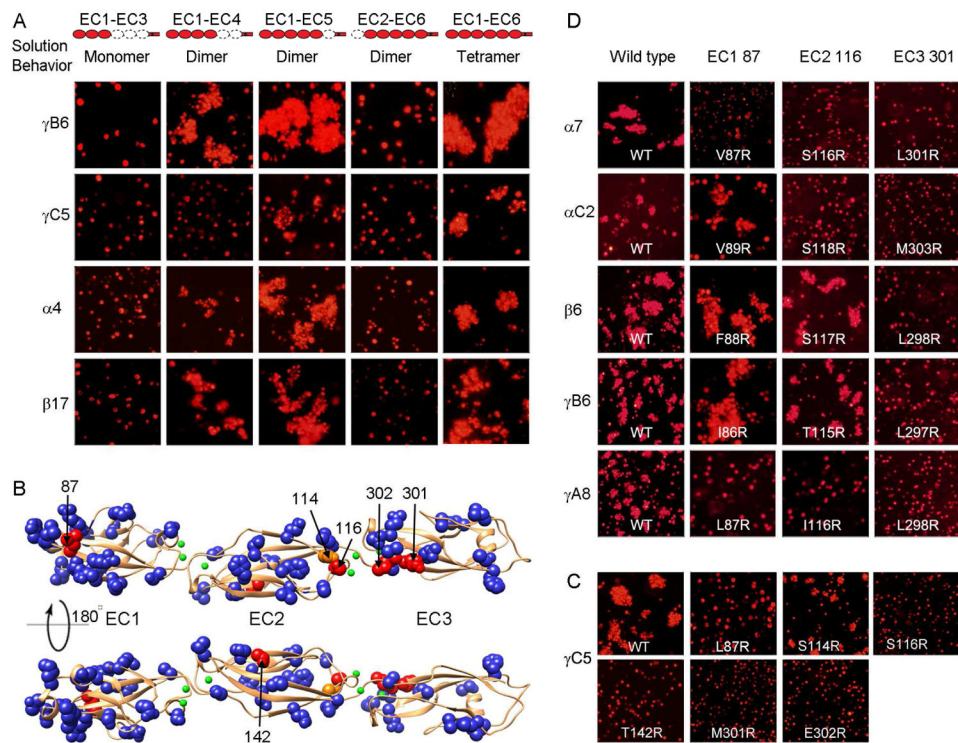 A
EC1-EC3 EC1-EC4 EC1-EC5 EC2-EC6 EC1-EC6
Solution Behavior Monomer Dimer Dimer Dimer Tetramer
γB6
γC5
α4
β17
B
87
114
116
302
301
180°
EC1 EC2 EC3
142
D
Wild type EC1 87 EC2 116 EC3 301
α7 WT V87R S116R L301R
αC2 WT V89R S118R M303R
β6 WT F88R S117R L298R
γB6 WT I86R T115R L297R
γA8 WT L87R I116R L298R
C
γC5
WT L87R S114R S116R
T142R M301R E302R